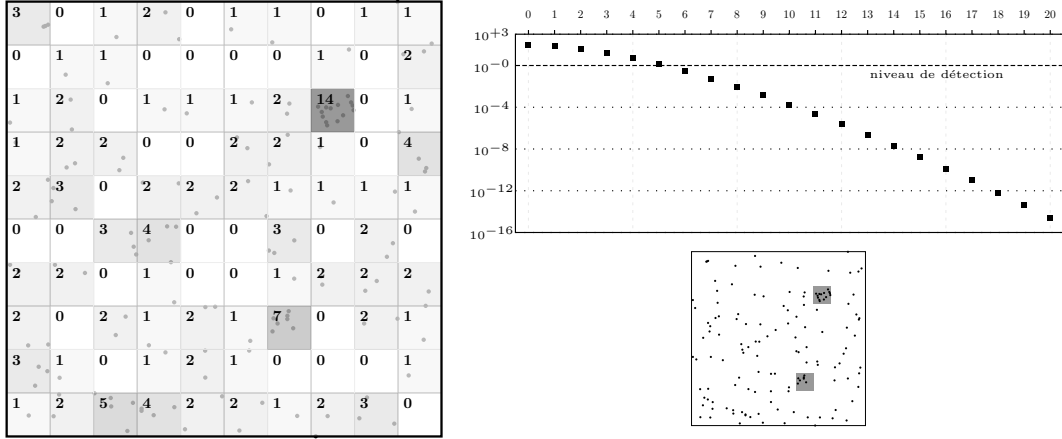 3 0 1 2 0 1 1 0 1 1
0 1 1 0 0 0 0 1 0 2
1 2 0 1 1 1 2 14 0 1
1 2 2 0 0 2 2 1 0 4
2 3 0 2 2 2 1 1 1 1
0 0 3 4 0 0 3 0 2 0
2 2 0 1 0 0 1 2 2 2
2 0 2 1 2 1 7 0 2 1
3 1 0 1 2 1 0 0 0 1
1 2 5 4 2 2 1 2 3 0
0 1 2 3 4 5 6 7 8 9 10 11 12 13 14 15 16 17 18 19 20
10+3
10−0
niveau de détection
10−4
10−8
10−12
10−16